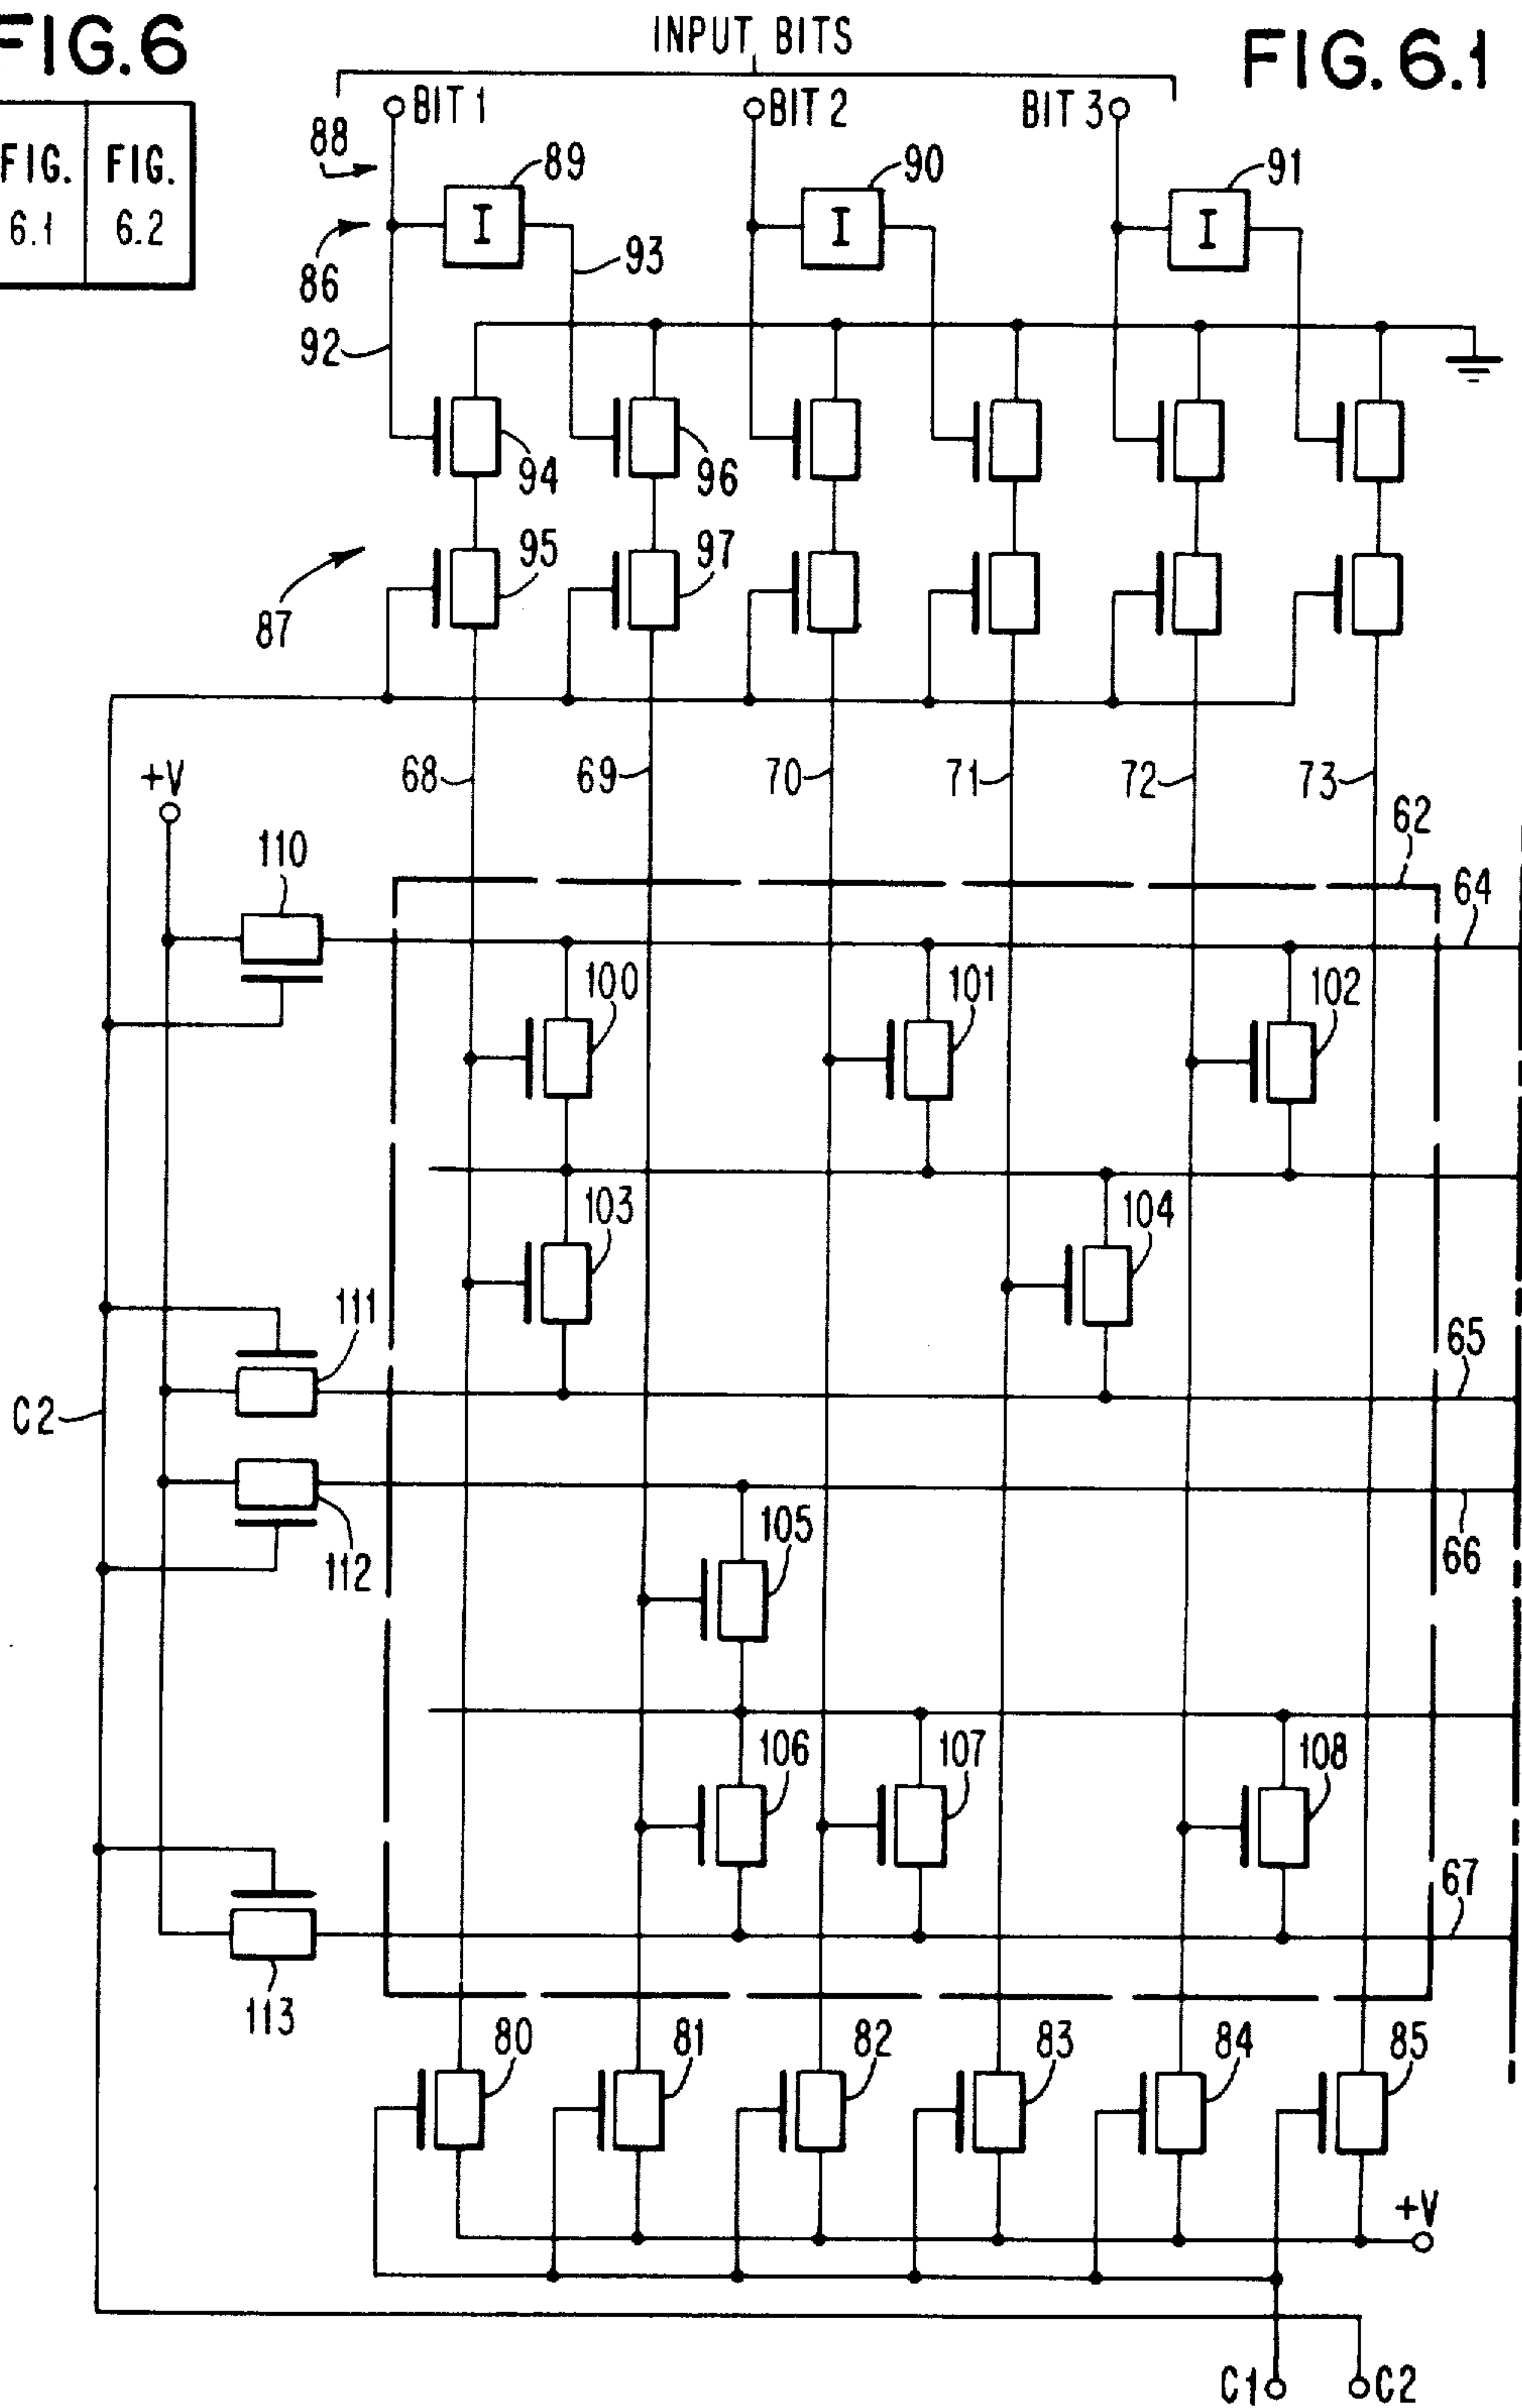 FIG.6
INPUT BITS
FIG. 6.1
FIG. 6.1
FIG. 6.2
BIT 1
BIT 2
BIT 3
88
89
90
91
I
I
I
86
93
92
94
96
95
97
87
+V
68
69
70
71
72
73
62
110
64
100
101
102
103
104
111
65
C2
105
112
66
106
107
108
67
113
80
81
82
83
84
85
+V
C1
C2